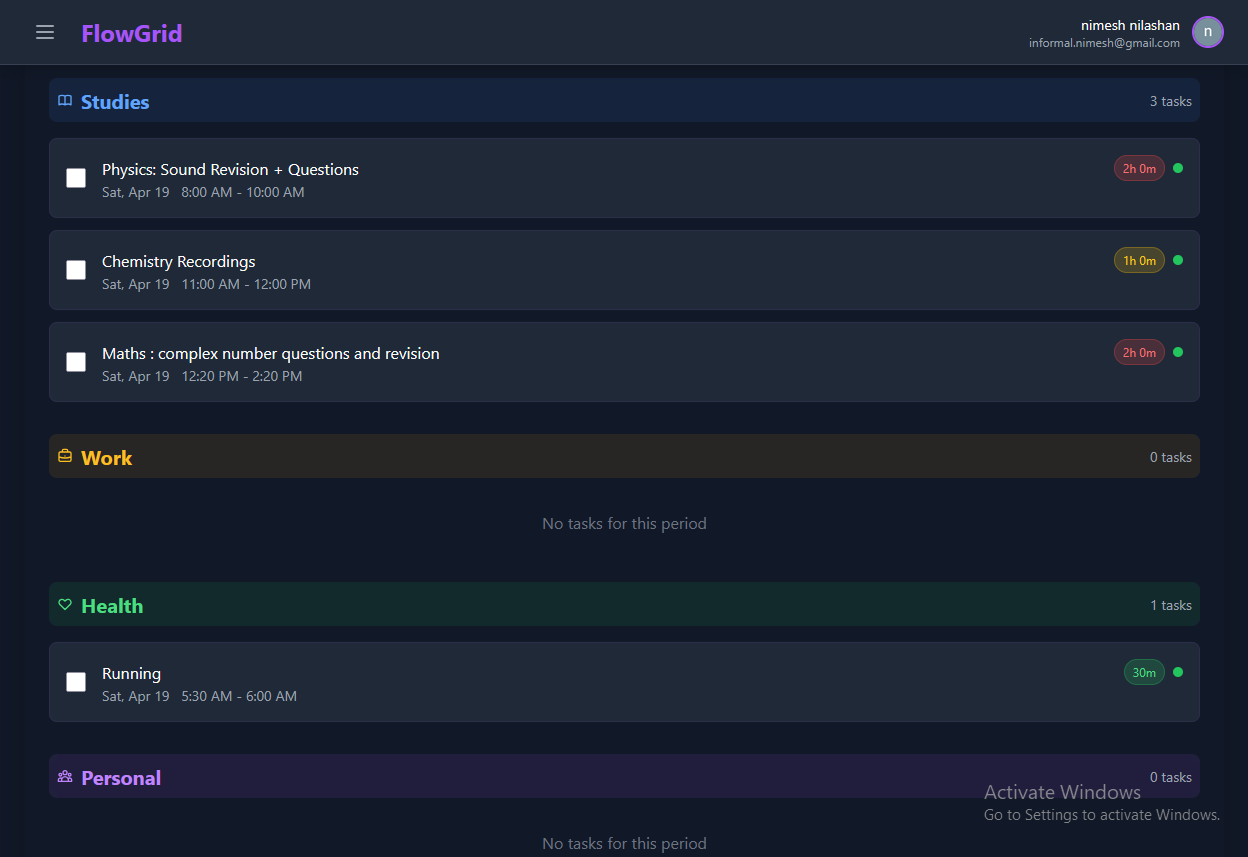 FlowGrid
nimesh nilashan
informal.nimesh@gmail.com
n
Studies 3 tasks
Physics: Sound Revision + Questions 2h 0m
Sat, Apr 19 8:00 AM - 10:00 AM
Chemistry Recordings 1h 0m
Sat, Apr 19 11:00 AM - 12:00 PM
Maths : complex number questions and revision 2h 0m
Sat, Apr 19 12:20 PM - 2:20 PM
Work 0 tasks
No tasks for this period
Health 1 tasks
Running 30m
Sat, Apr 19 5:30 AM - 6:00 AM
Personal 0 tasks
Activate Windows
Go to Settings to activate Windows.
No tasks for this period